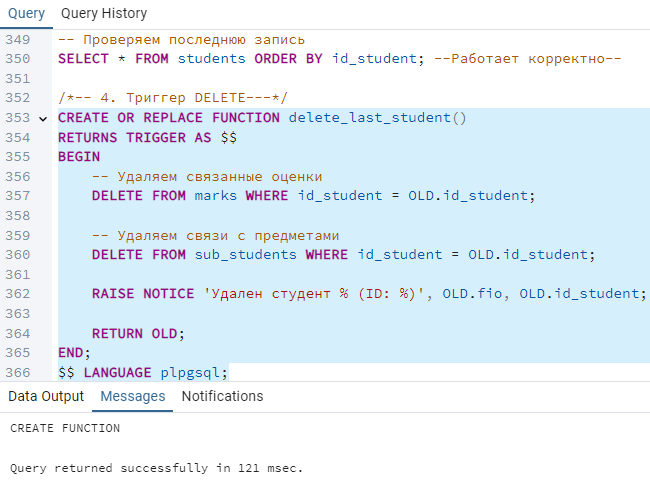 Query Query History
349 -- Проверяем последнюю запись
350 SELECT * FROM students ORDER BY id_student; --Работает корректно--
351
352 /*-- 4. Триггер DELETE---*/
353 CREATE OR REPLACE FUNCTION delete_last_student()
354 RETURNS TRIGGER AS $$
355 BEGIN
356 -- Удаляем связанные оценки
357 DELETE FROM marks WHERE id_student = OLD.id_student;
358
359 -- Удаляем связи с предметами
360 DELETE FROM sub_students WHERE id_student = OLD.id_student;
361
362 RAISE NOTICE 'Удален студент % (ID: %)', OLD.fio, OLD.id_student;
363
364 RETURN OLD;
365 END;
366 $$ LANGUAGE plpgsql;
Data Output Messages Notifications
CREATE FUNCTION
Query returned successfully in 121 msec.